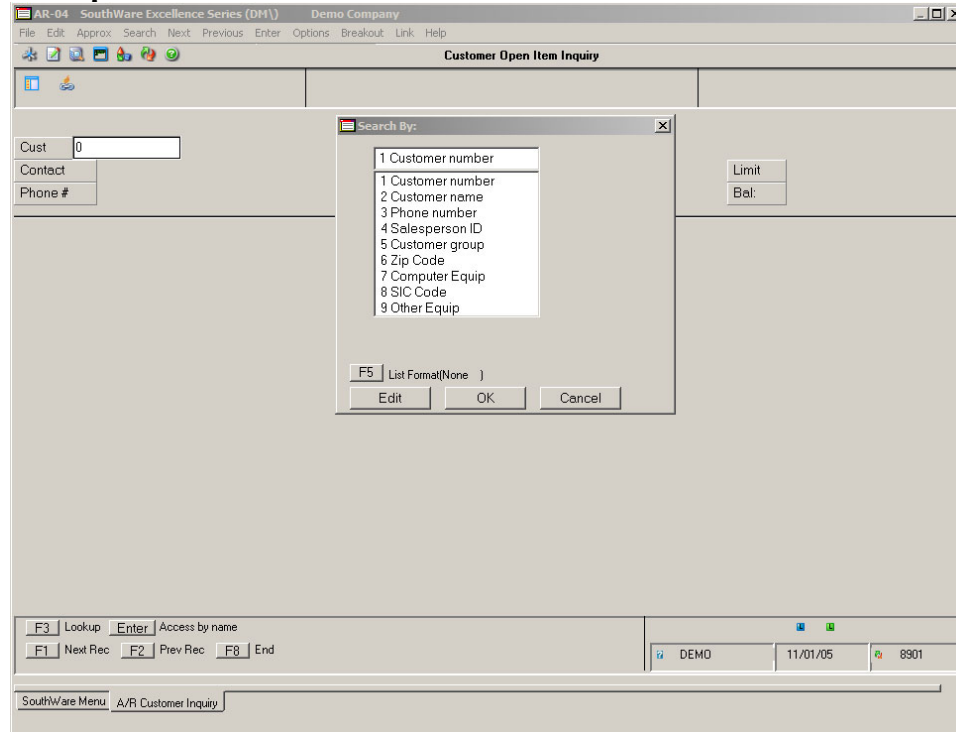 AR-04 SouthWare Excellence Series (DM\) Demo Company
File Edit Approx Search Next Previous Enter Options Breakout Link Help
Customer Open Item Inquiry
Search By:
Cust 0
Contact
Phone #
1 Customer number
1 Customer number
2 Customer name
3 Phone number
4 Salesperson ID
5 Customer group
6 Zip Code
7 Computer Equip
8 SIC Code
9 Other Equip
Limit
Bal:
F5 List Format(None )
Edit OK Cancel
F3 Lookup Enter Access by name
F1 Next Rec F2 Prev Rec F8 End
DEMO 11/01/05 8901
SouthWare Menu A/R Customer Inquiry